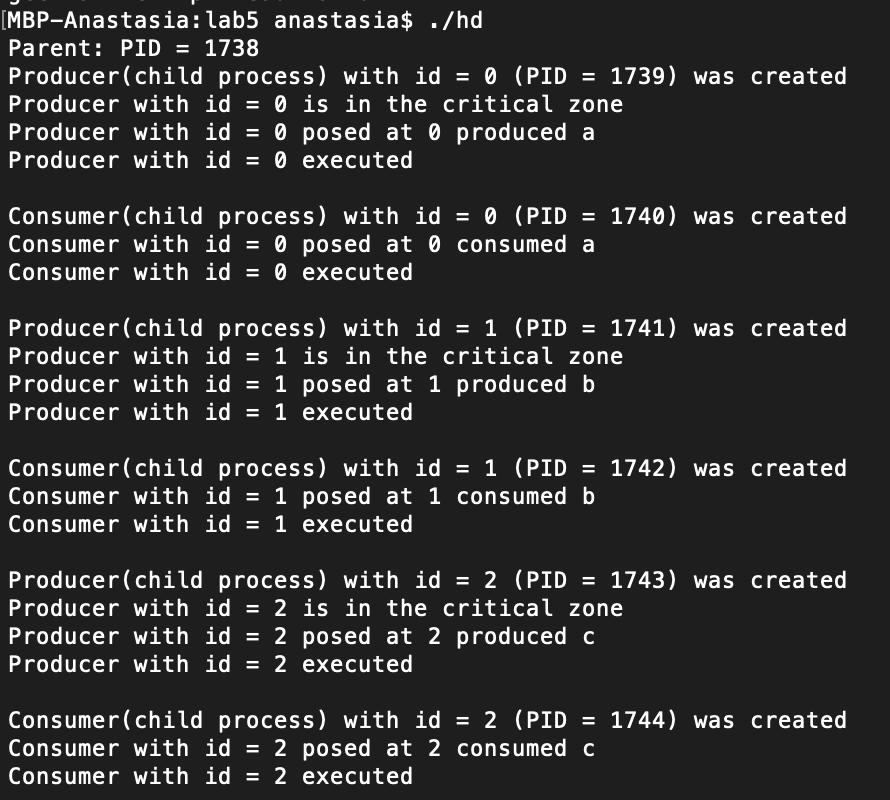 [MBP-Anastasia:lab5 anastasia$ ./hd
Parent: PID = 1738
Producer(child process) with id = 0 (PID = 1739) was created
Producer with id = 0 is in the critical zone
Producer with id = 0 posed at 0 produced a
Producer with id = 0 executed
Consumer(child process) with id = 0 (PID = 1740) was created
Consumer with id = 0 posed at 0 consumed a
Consumer with id = 0 executed
Producer(child process) with id = 1 (PID = 1741) was created
Producer with id = 1 is in the critical zone
Producer with id = 1 posed at 1 produced b
Producer with id = 1 executed
Consumer(child process) with id = 1 (PID = 1742) was created
Consumer with id = 1 posed at 1 consumed b
Consumer with id = 1 executed
Producer(child process) with id = 2 (PID = 1743) was created
Producer with id = 2 is in the critical zone
Producer with id = 2 posed at 2 produced c
Producer with id = 2 executed
Consumer(child process) with id = 2 (PID = 1744) was created
Consumer with id = 2 posed at 2 consumed c
Consumer with id = 2 executed